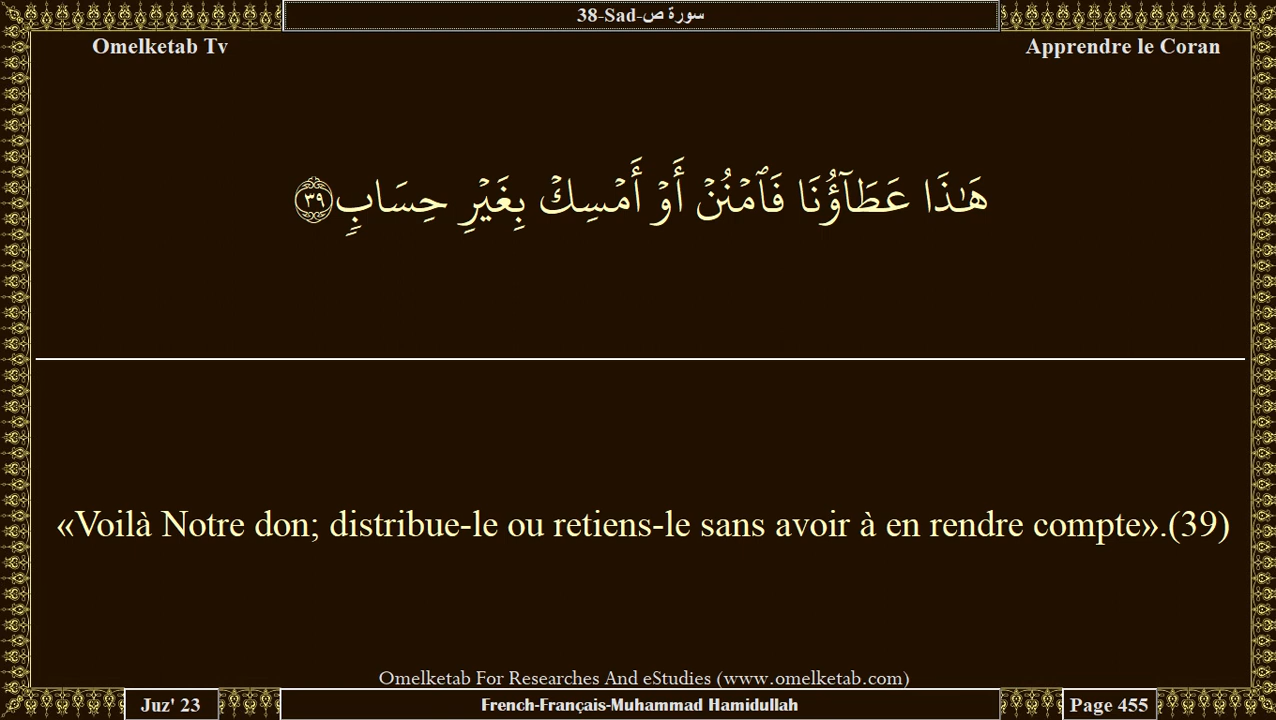 38-Sad-سورة ص
Omelketab Tv
Apprendre le Coran
هَـٰذَا عَطَآؤُنَا فَٱمۡنُنۡ أَوۡ أَمۡسِكۡ بِغَيۡرِ حِسَابٖ ٣٩
«Voilà Notre don; distribue-le ou retiens-le sans avoir à en rendre compte».(39)
Omelketab For Researches And eStudies (www.omelketab.com)
Juz' 23
French-Français-Muhammad Hamidullah
Page 455